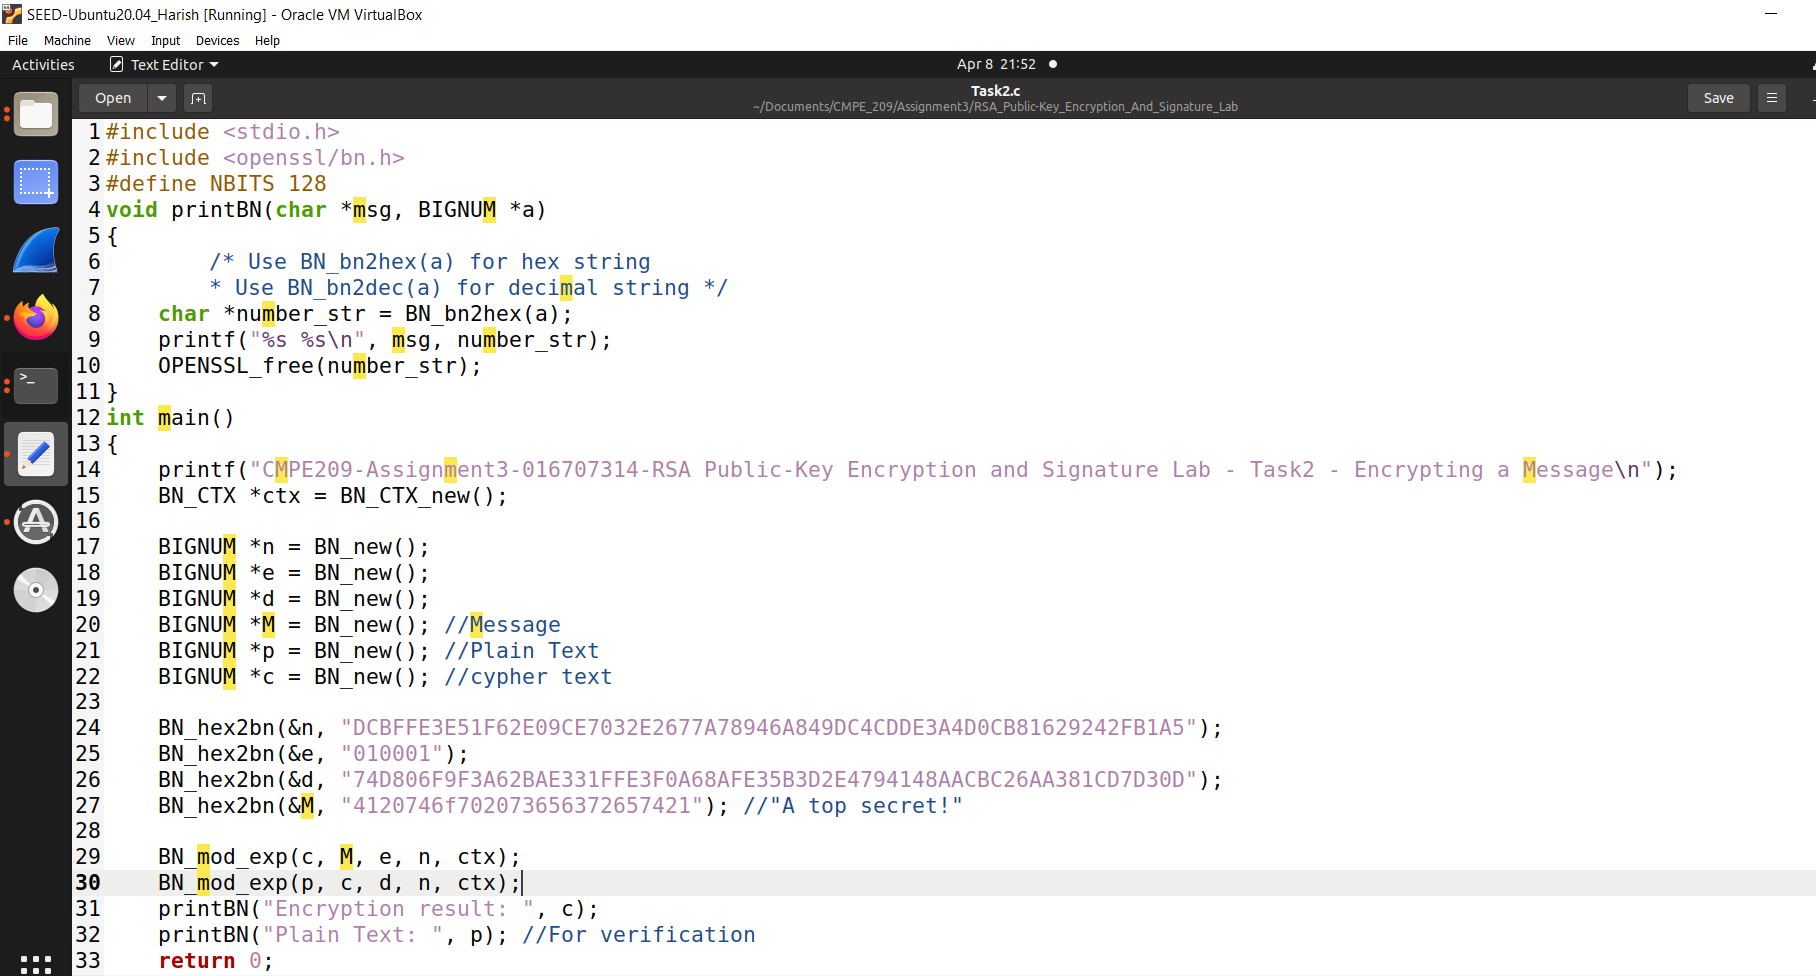 SEED-Ubuntu20.04_Harish [Running] - Oracle VM VirtualBox
File Machine View Input Devices Help
Activities Text Editor Apr 8 21:52
Open Task2.c Save
~/Documents/CMPE_209/Assignment3/RSA_Public-Key_Encryption_And_Signature_Lab
1 #include <stdio.h>
2 #include <openssl/bn.h>
3 #define NBITS 128
4 void printBN(char *msg, BIGNUM *a)
5 {
6         /* Use BN_bn2hex(a) for hex string
7         * Use BN_bn2dec(a) for decimal string */
8     char *number_str = BN_bn2hex(a);
9     printf("%s %s\n", msg, number_str);
10     OPENSSL_free(number_str);
11 }
12 int main()
13 {
14     printf("CMPE209-Assignment3-016707314-RSA Public-Key Encryption and Signature Lab - Task2 - Encrypting a Message\n");
15     BN_CTX *ctx = BN_CTX_new();
16
17     BIGNUM *n = BN_new();
18     BIGNUM *e = BN_new();
19     BIGNUM *d = BN_new();
20     BIGNUM *M = BN_new(); //Message
21     BIGNUM *p = BN_new(); //Plain Text
22     BIGNUM *c = BN_new(); //cypher text
23
24     BN_hex2bn(&n, "DCBFFE3E51F62E09CE7032E2677A78946A849DC4CDDE3A4D0CB81629242FB1A5");
25     BN_hex2bn(&e, "010001");
26     BN_hex2bn(&d, "74D806F9F3A62BAE331FFE3F0A68AFE35B3D2E4794148AACBC26AA381CD7D30D");
27     BN_hex2bn(&M, "4120746f702073656372657421"); //"A top secret!"
28
29     BN_mod_exp(c, M, e, n, ctx);
30     BN_mod_exp(p, c, d, n, ctx);
31     printBN("Encryption result: ", c);
32     printBN("Plain Text: ", p); //For verification
33     return 0;